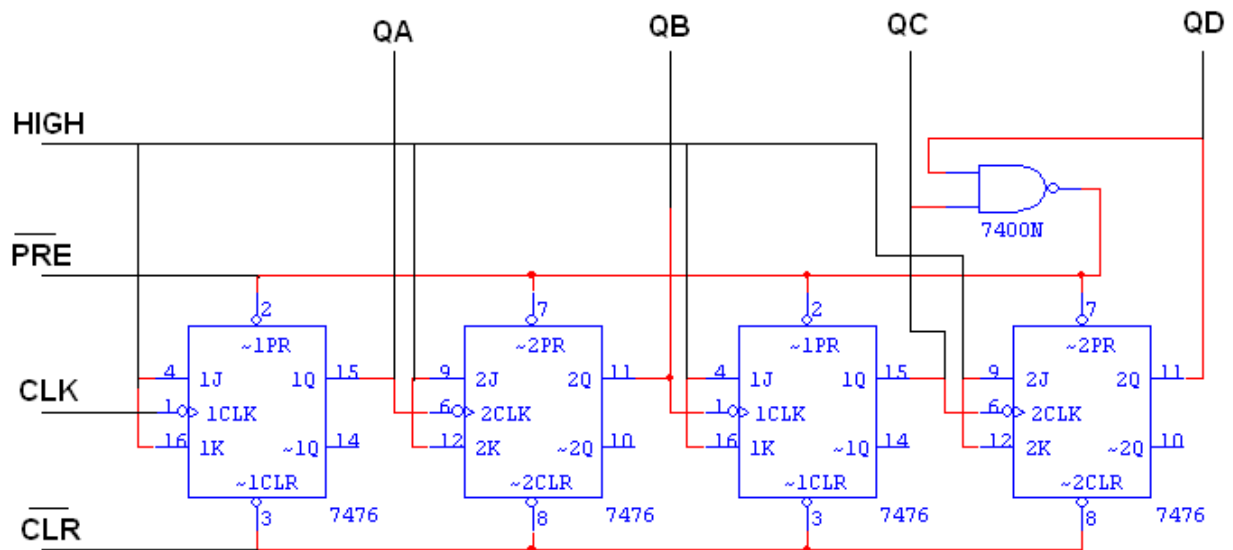 QA QB QC QD
HIGH
7400N
PRE
2 7 2 7
~1PR ~2PR ~1PR ~2PR
4 1J 1Q 15 9 2J 2Q 11 4 1J 1Q 15 9 2J 2Q 11
CLK 1 1CLK 6 2CLK 1 1CLK 6 2CLK
16 1K ~1Q 14 12 2K ~2Q 10 16 1K ~1Q 14 12 2K ~2Q 10
~1CLR ~2CLR ~1CLR ~2CLR
3 7476 8 7476 3 7476 8 7476
CLR